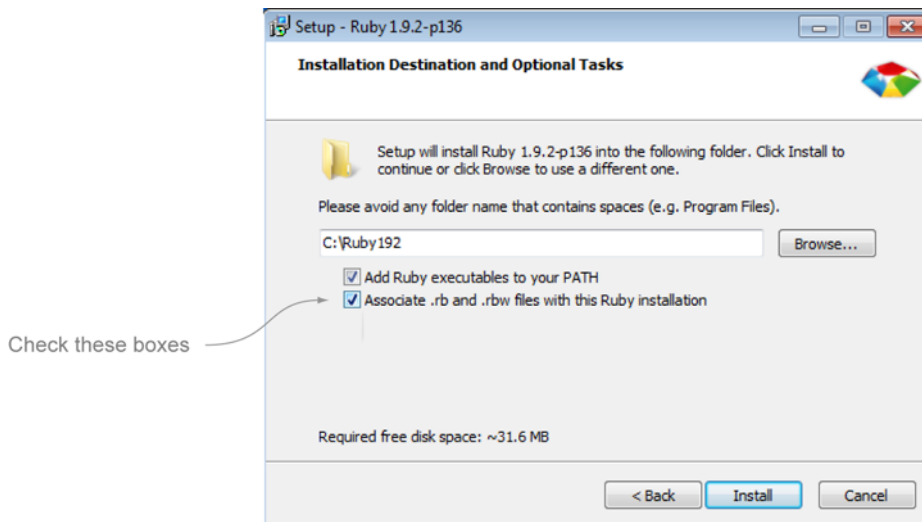 Setup - Ruby 1.9.2-p136
Installation Destination and Optional Tasks
Setup will install Ruby 1.9.2-p136 into the following folder. Click Install to
continue or click Browse to use a different one.
Please avoid any folder name that contains spaces (e.g. Program Files).
C:\Ruby192
Browse...
Add Ruby executables to your PATH
Associate .rb and .rbw files with this Ruby installation
Check these boxes
Required free disk space: ~31.6 MB
< Back
Install
Cancel